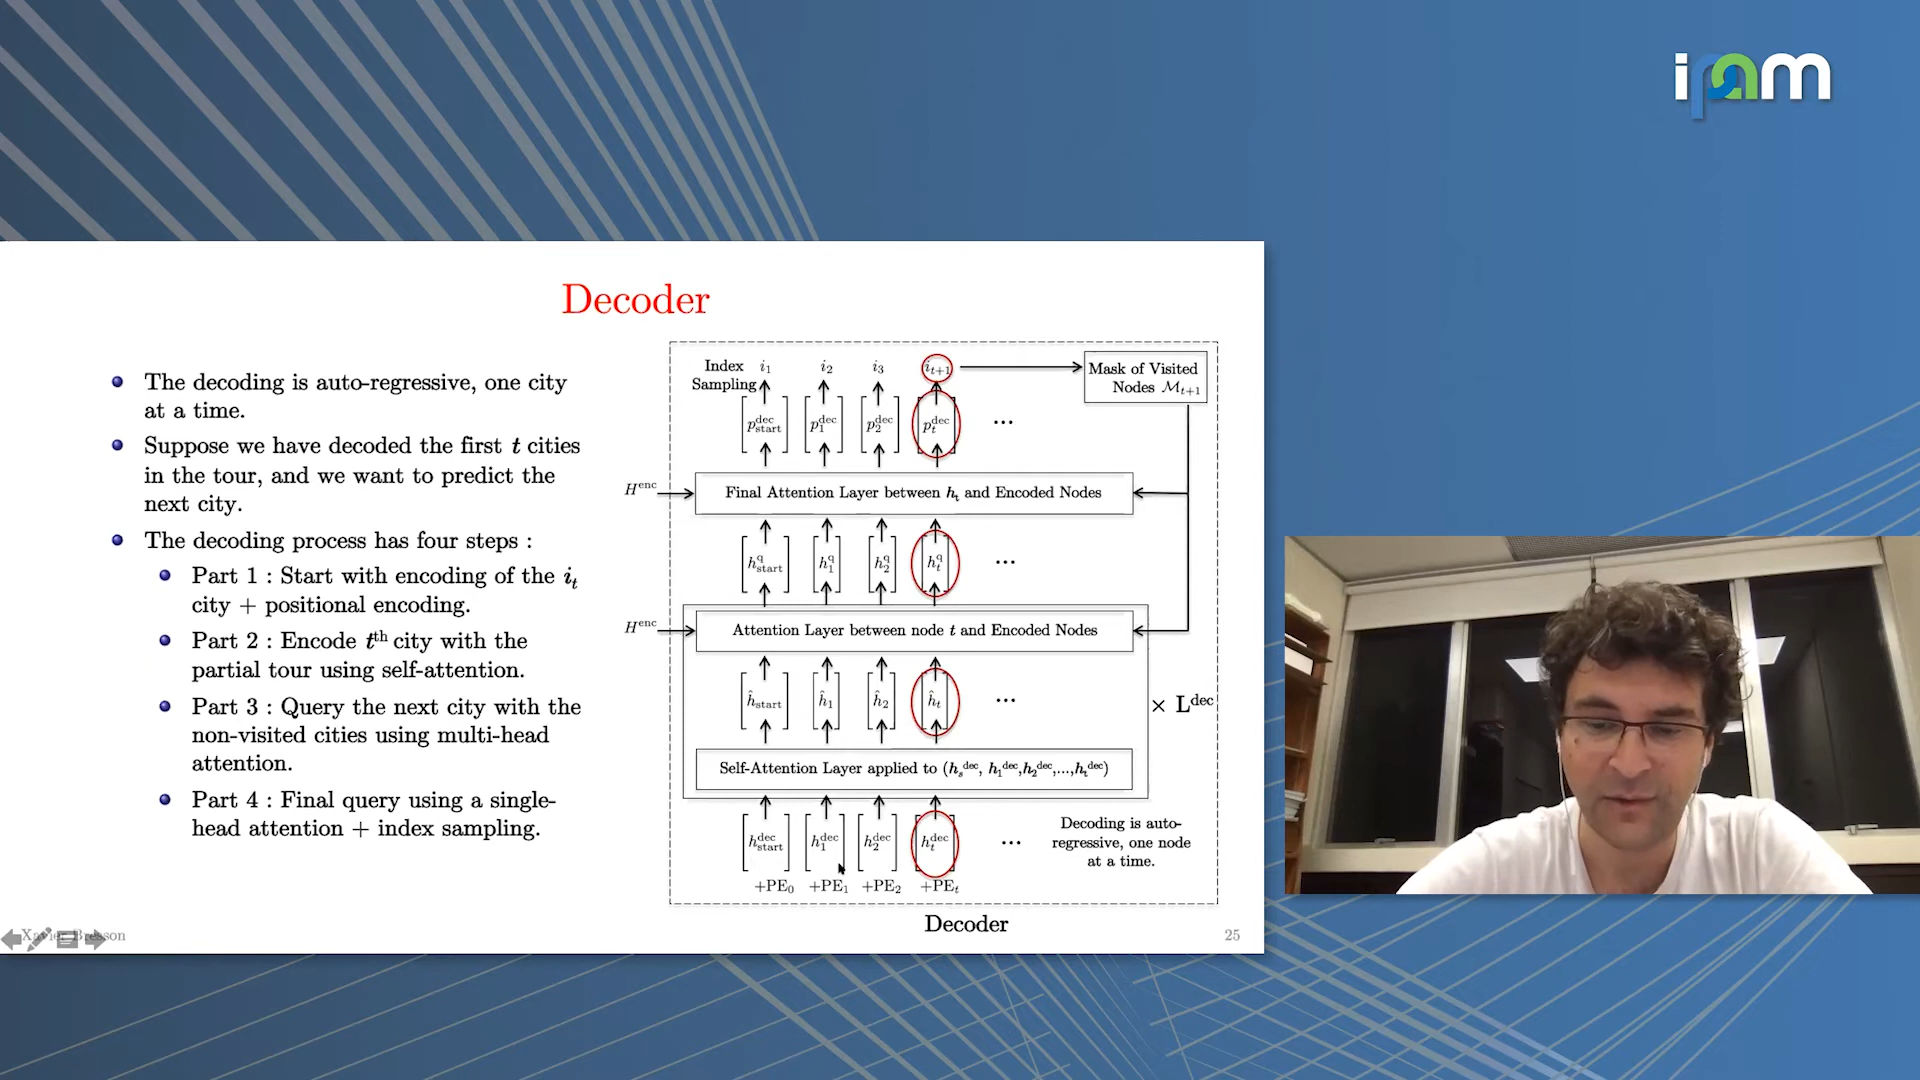 ipam
Decoder
The decoding is auto-regressive, one city
at a time.
Suppose we have decoded the first t cities
in the tour, and we want to predict the
next city.
The decoding process has four steps :
Part 1 : Start with encoding of the i_t
city + positional encoding.
Part 2 : Encode t^th city with the
partial tour using self-attention.
Part 3 : Query the next city with the
non-visited cities using multi-head
attention.
Part 4 : Final query using a single-
head attention + index sampling.
Index
Sampling
i_1 i_2 i_3 i_{t+1}
Mask of Visited
Nodes ℳ_{t+1}
p^dec_start p^dec_1 p^dec_2 p^dec_t ...
H^enc
Final Attention Layer between h_t and Encoded Nodes
h^q_start h^q_1 h^q_2 h^q_t ...
H^enc
Attention Layer between node t and Encoded Nodes
ĥ_start ĥ_1 ĥ_2 ĥ_t ...
× L^dec
Self-Attention Layer applied to (h_s^dec, h_1^dec,h_2^dec,...,h_t^dec)
h^dec_start h^dec_1 h^dec_2 h^dec_t ...
+PE_0 +PE_1 +PE_2 +PE_t
Decoding is auto-
regressive, one node
at a time.
Decoder
Xavier Bresson
25